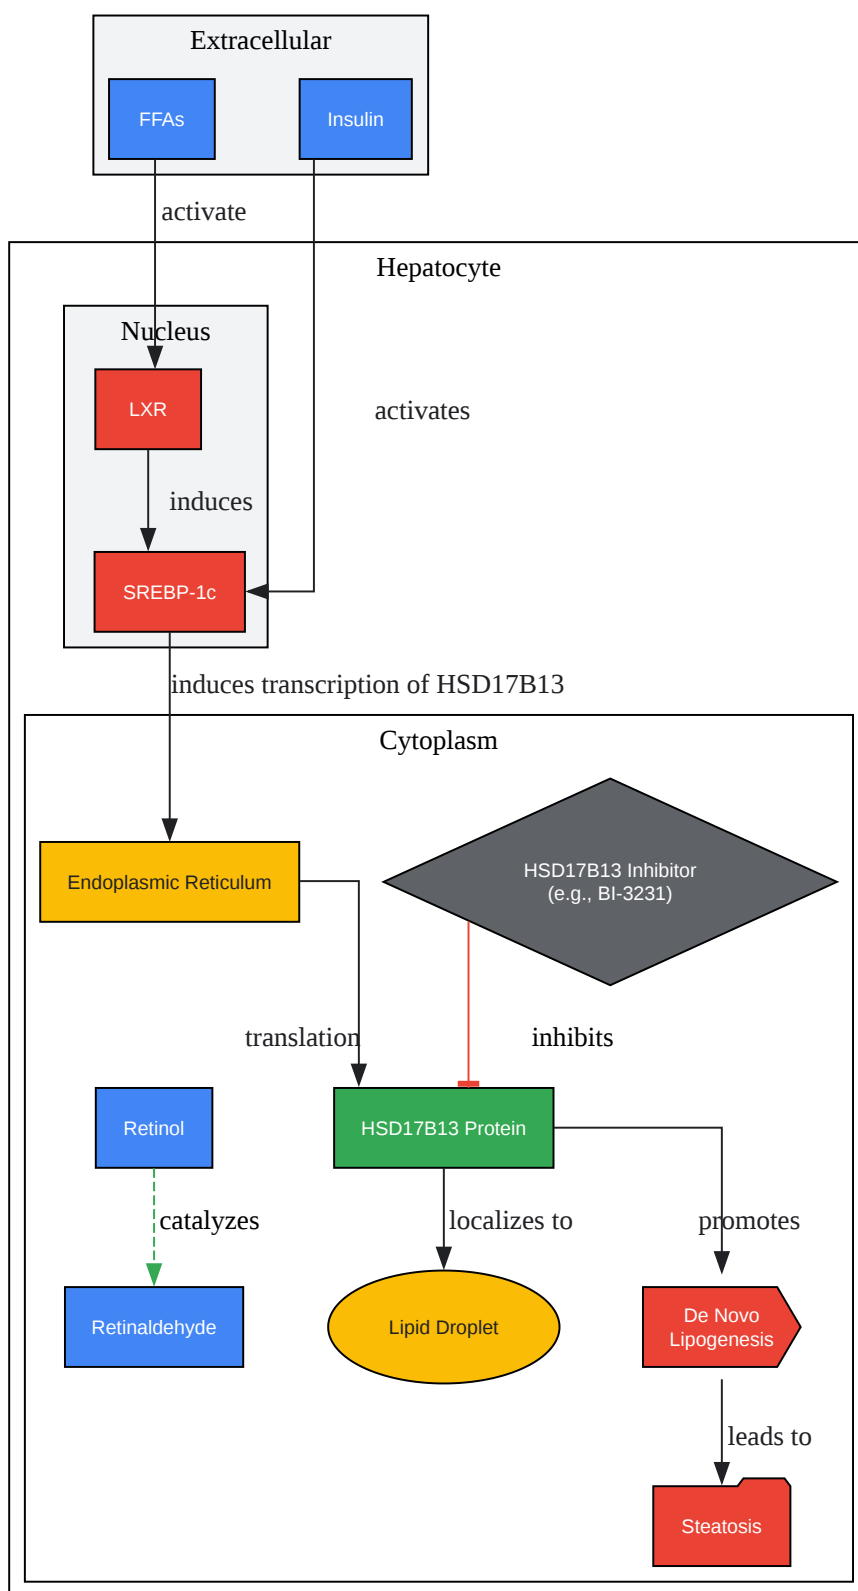 Extracellular
FFAs
Insulin
activate
Hepatocyte
Nucleus
LXR
activates
induces
SREBP-1c
induces transcription of HSD17B13
Cytoplasm
HSD17B13 Inhibitor
(e.g., BI-3231)
Endoplasmic Reticulum
translation
inhibits
Retinol
HSD17B13 Protein
catalyzes
localizes to
promotes
Retinaldehyde
Lipid Droplet
De Novo
Lipogenesis
leads to
Steatosis